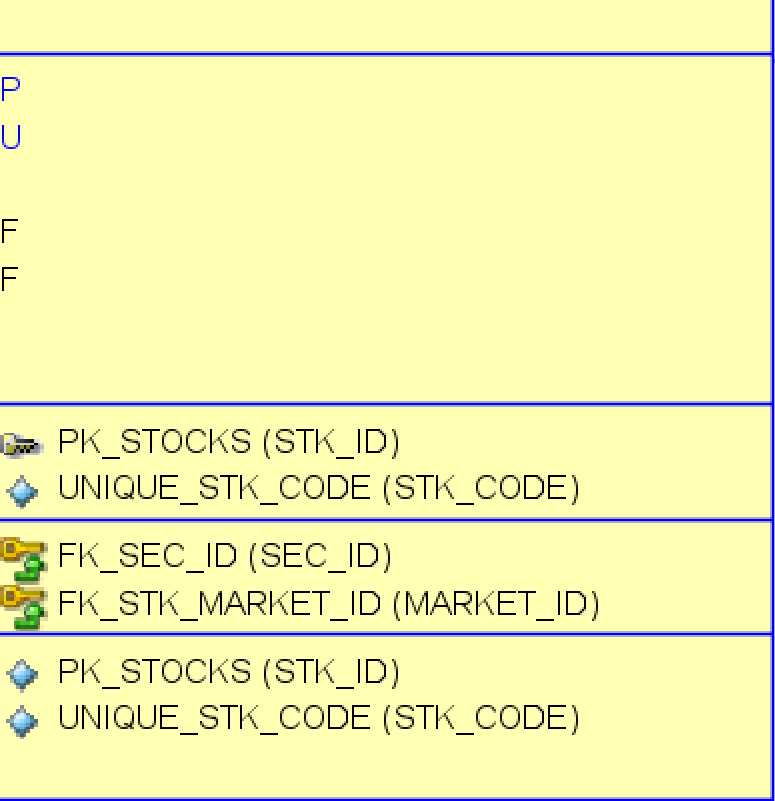 P
U
F
F
PK_STOCKS (STK_ID)
UNIQUE_STK_CODE (STK_CODE)
FK_SEC_ID (SEC_ID)
FK_STK_MARKET_ID (MARKET_ID)
PK_STOCKS (STK_ID)
UNIQUE_STK_CODE (STK_CODE)